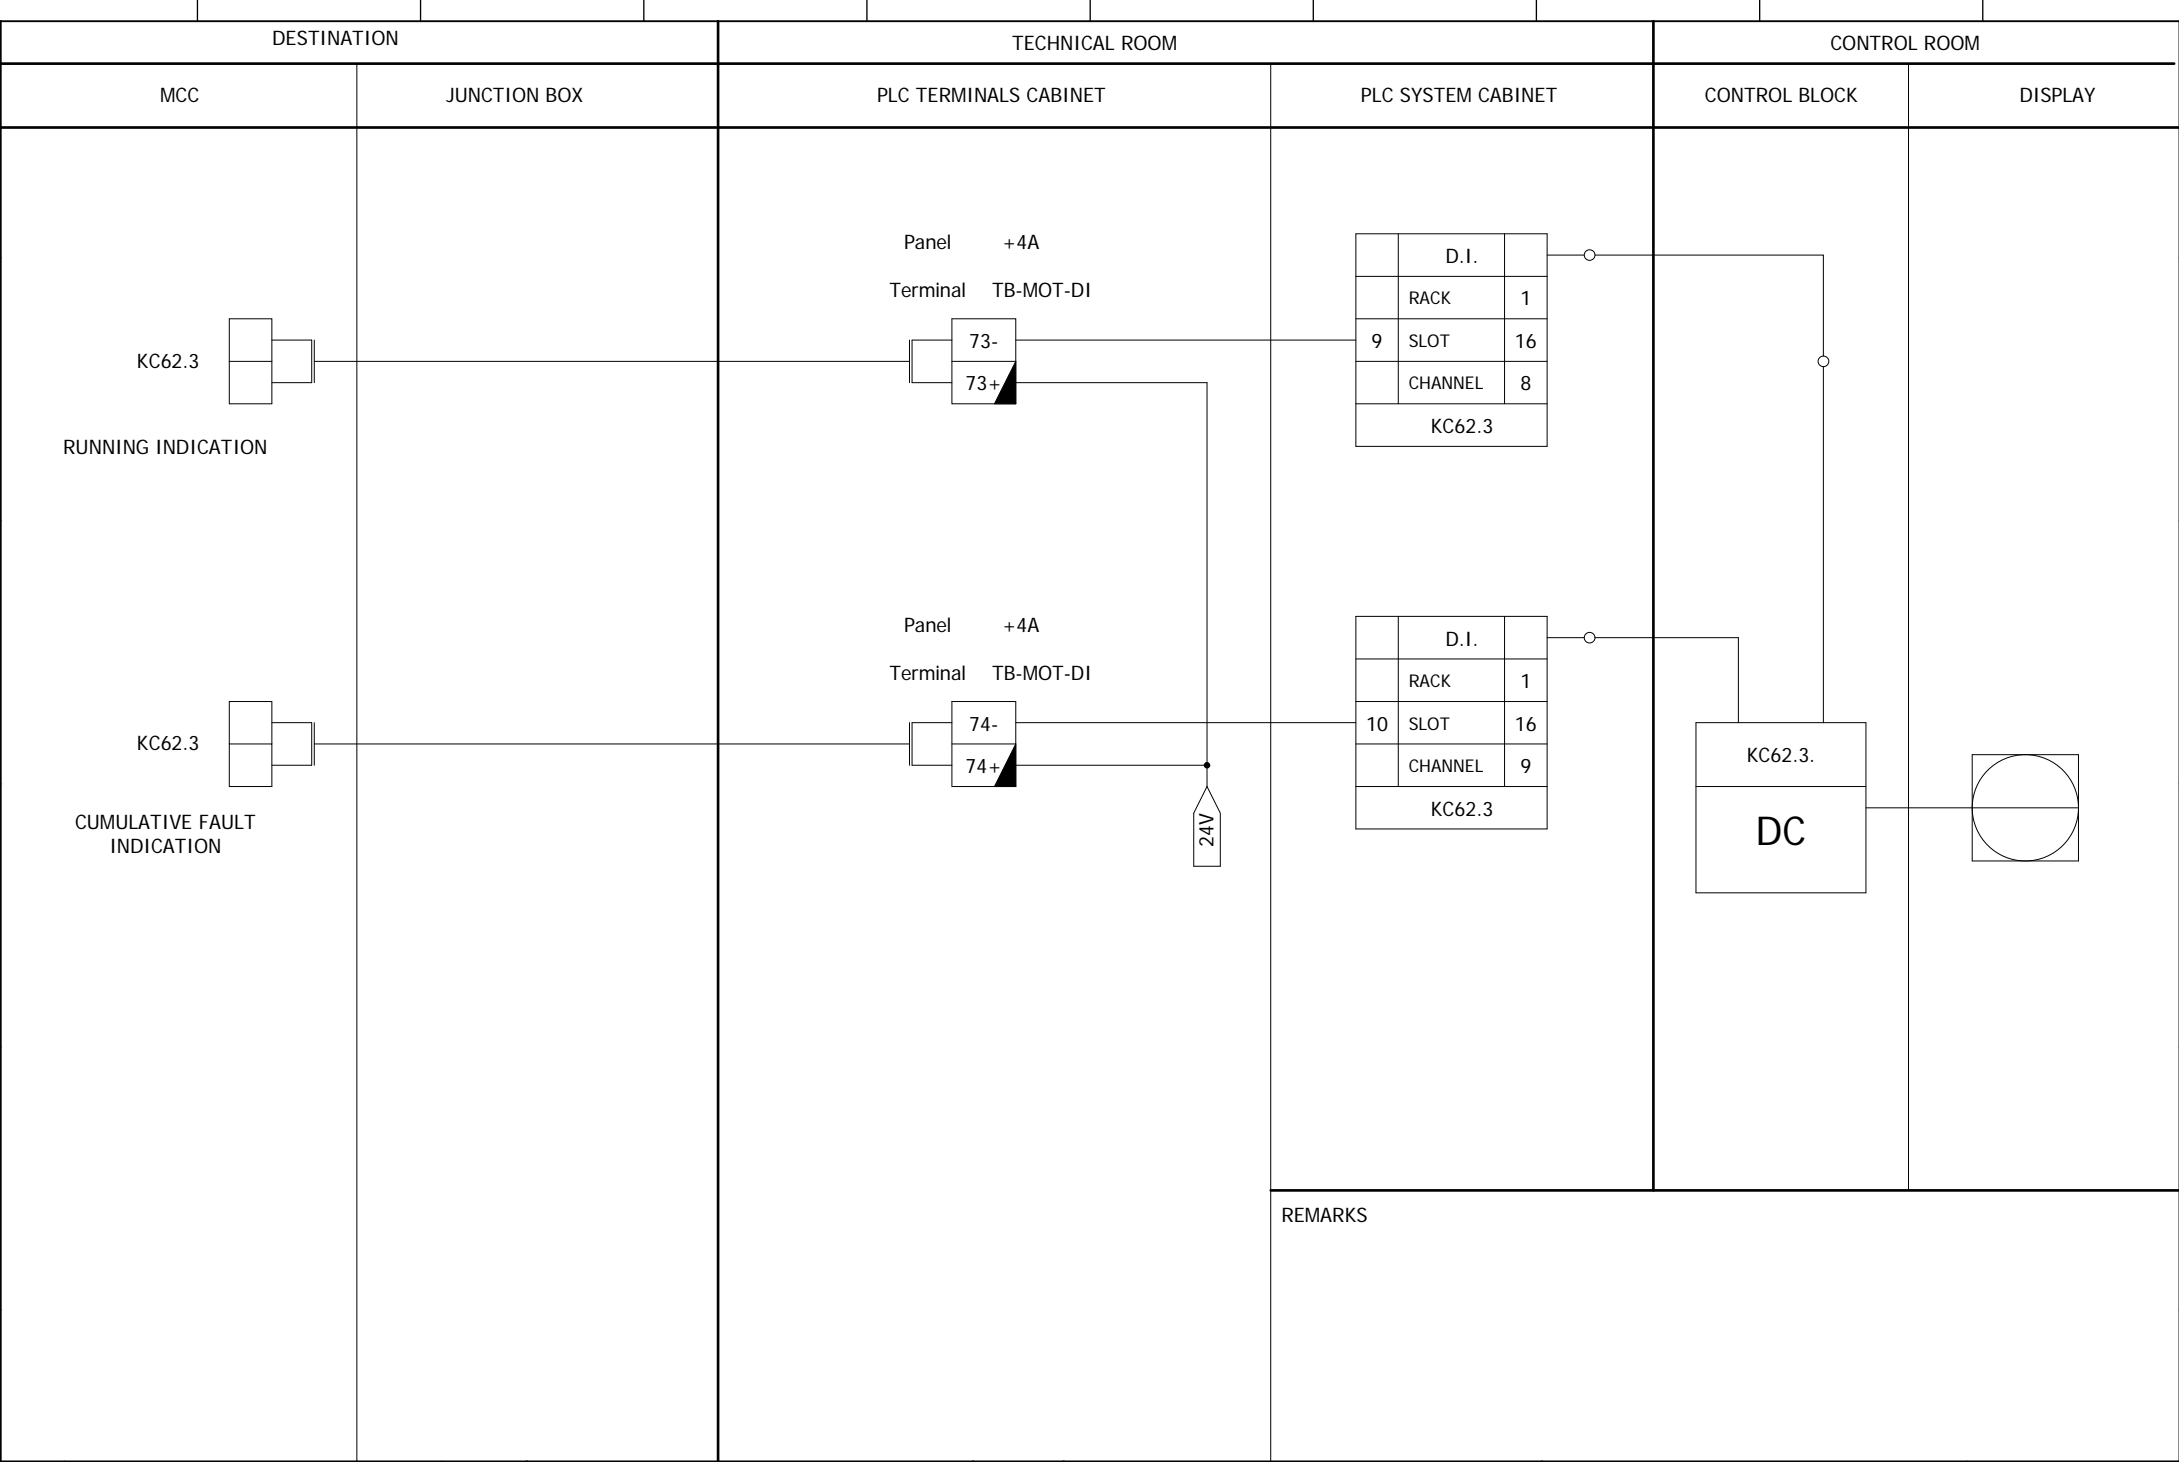 DESTINATION
TECHNICAL ROOM
CONTROL ROOM
MCC
JUNCTION BOX
PLC TERMINALS CABINET
PLC SYSTEM CABINET
CONTROL BLOCK
DISPLAY
KC62.3
RUNNING INDICATION
Panel +4A
Terminal TB-MOT-DI
73-
73+
D.I.
RACK 1
9 SLOT 16
CHANNEL 8
KC62.3
KC62.3
CUMULATIVE FAULT
INDICATION
Panel +4A
Terminal TB-MOT-DI
74-
74+
24V
D.I.
RACK 1
10 SLOT 16
CHANNEL 9
KC62.3
KC62.3.
DC
REMARKS